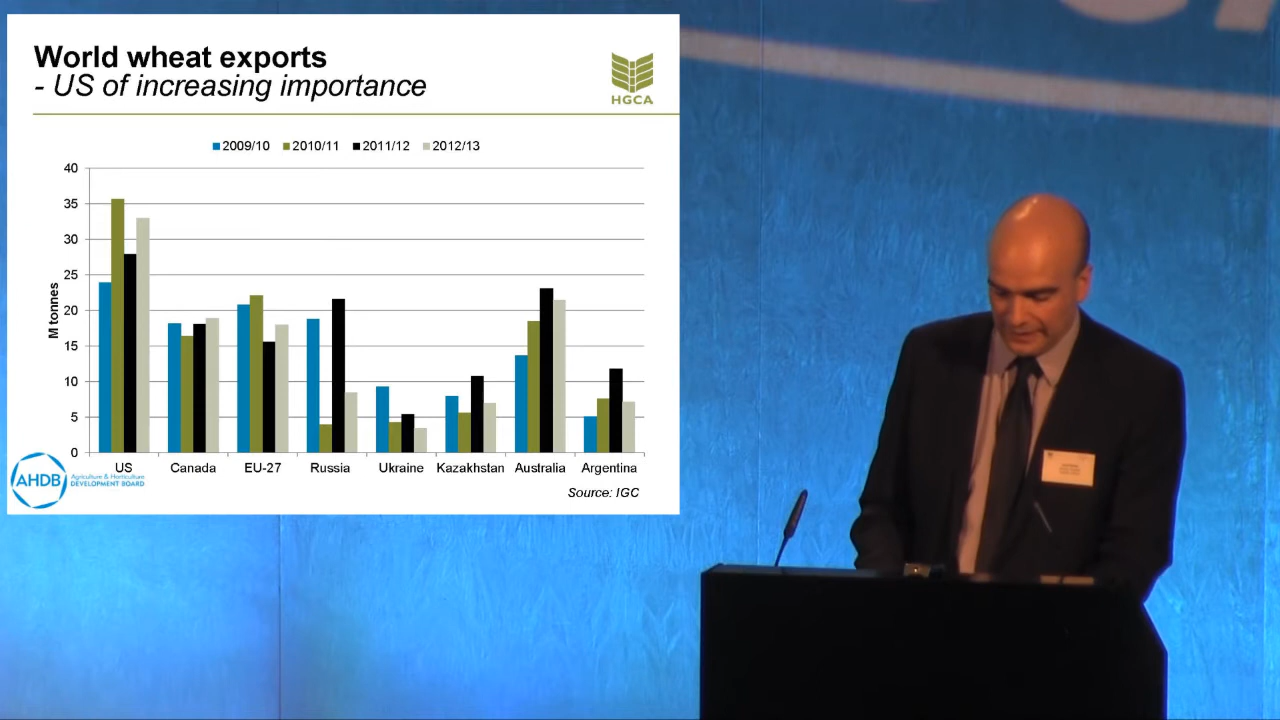 World wheat exports
- US of increasing importance
HGCA
2009/10 2010/11 2011/12 2012/13
40
35
30
25
20
15
10
5
0
M tonnes
US Canada EU-27 Russia Ukraine Kazakhstan Australia Argentina
Source: IGC
AHDB
Agriculture & Horticulture
DEVELOPMENT BOARD